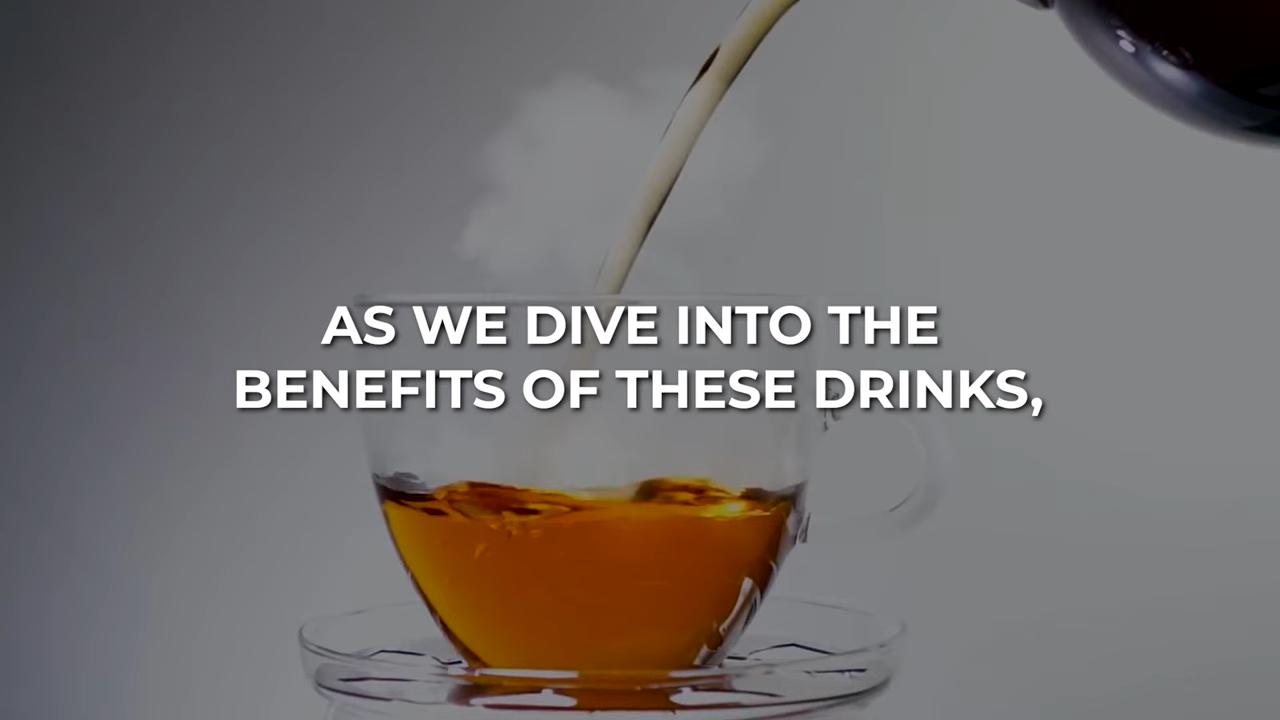 AS WE DIVE INTO THE
BENEFITS OF THESE DRINKS,